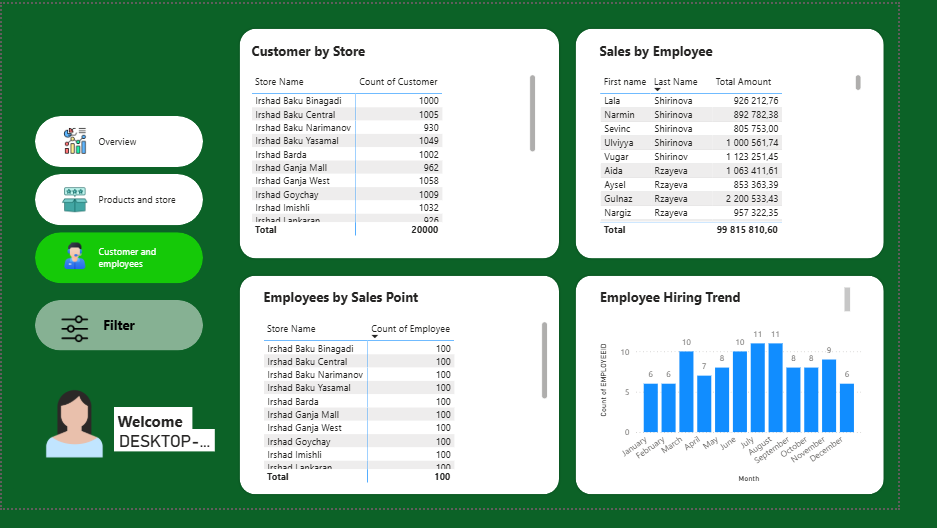 Overview
Products and store
Customer and
employees
Filter
Welcome
DESKTOP-...
Customer by Store
Store Name Count of Customer
Irshad Baku Binagadi 1000
Irshad Baku Central 1005
Irshad Baku Narimanov 930
Irshad Baku Yasamal 1049
Irshad Barda 1002
Irshad Ganja Mall 962
Irshad Ganja West 1058
Irshad Goychay 1009
Irshad Imishli 1032
Irshad Lankaran 926
Total 20000
Sales by Employee
First name Last Name Total Amount
Lala Shirinova 926 212,76
Narmin Shirinova 892 782,38
Sevinc Shirinova 805 753,00
Ulviyya Shirinova 1 000 561,74
Vugar Shirinov 1 123 251,45
Aida Rzayeva 1 063 411,61
Aysel Rzayeva 853 363,39
Gulnaz Rzayeva 2 200 533,43
Nargiz Rzayeva 957 322,35
Total 99 815 810,60
Employees by Sales Point
Store Name Count of Employee
Irshad Baku Binagadi 100
Irshad Baku Central 100
Irshad Baku Narimanov 100
Irshad Baku Yasamal 100
Irshad Barda 100
Irshad Ganja Mall 100
Irshad Ganja West 100
Irshad Goychay 100
Irshad Imishli 100
Irshad Lankaran 100
Total 100
Employee Hiring Trend
Count of EMPLOYEEID
10
5
0
6 6 10 7 8 10 11 11 8 8 9 6
January February March April May June July August September October November December
Month